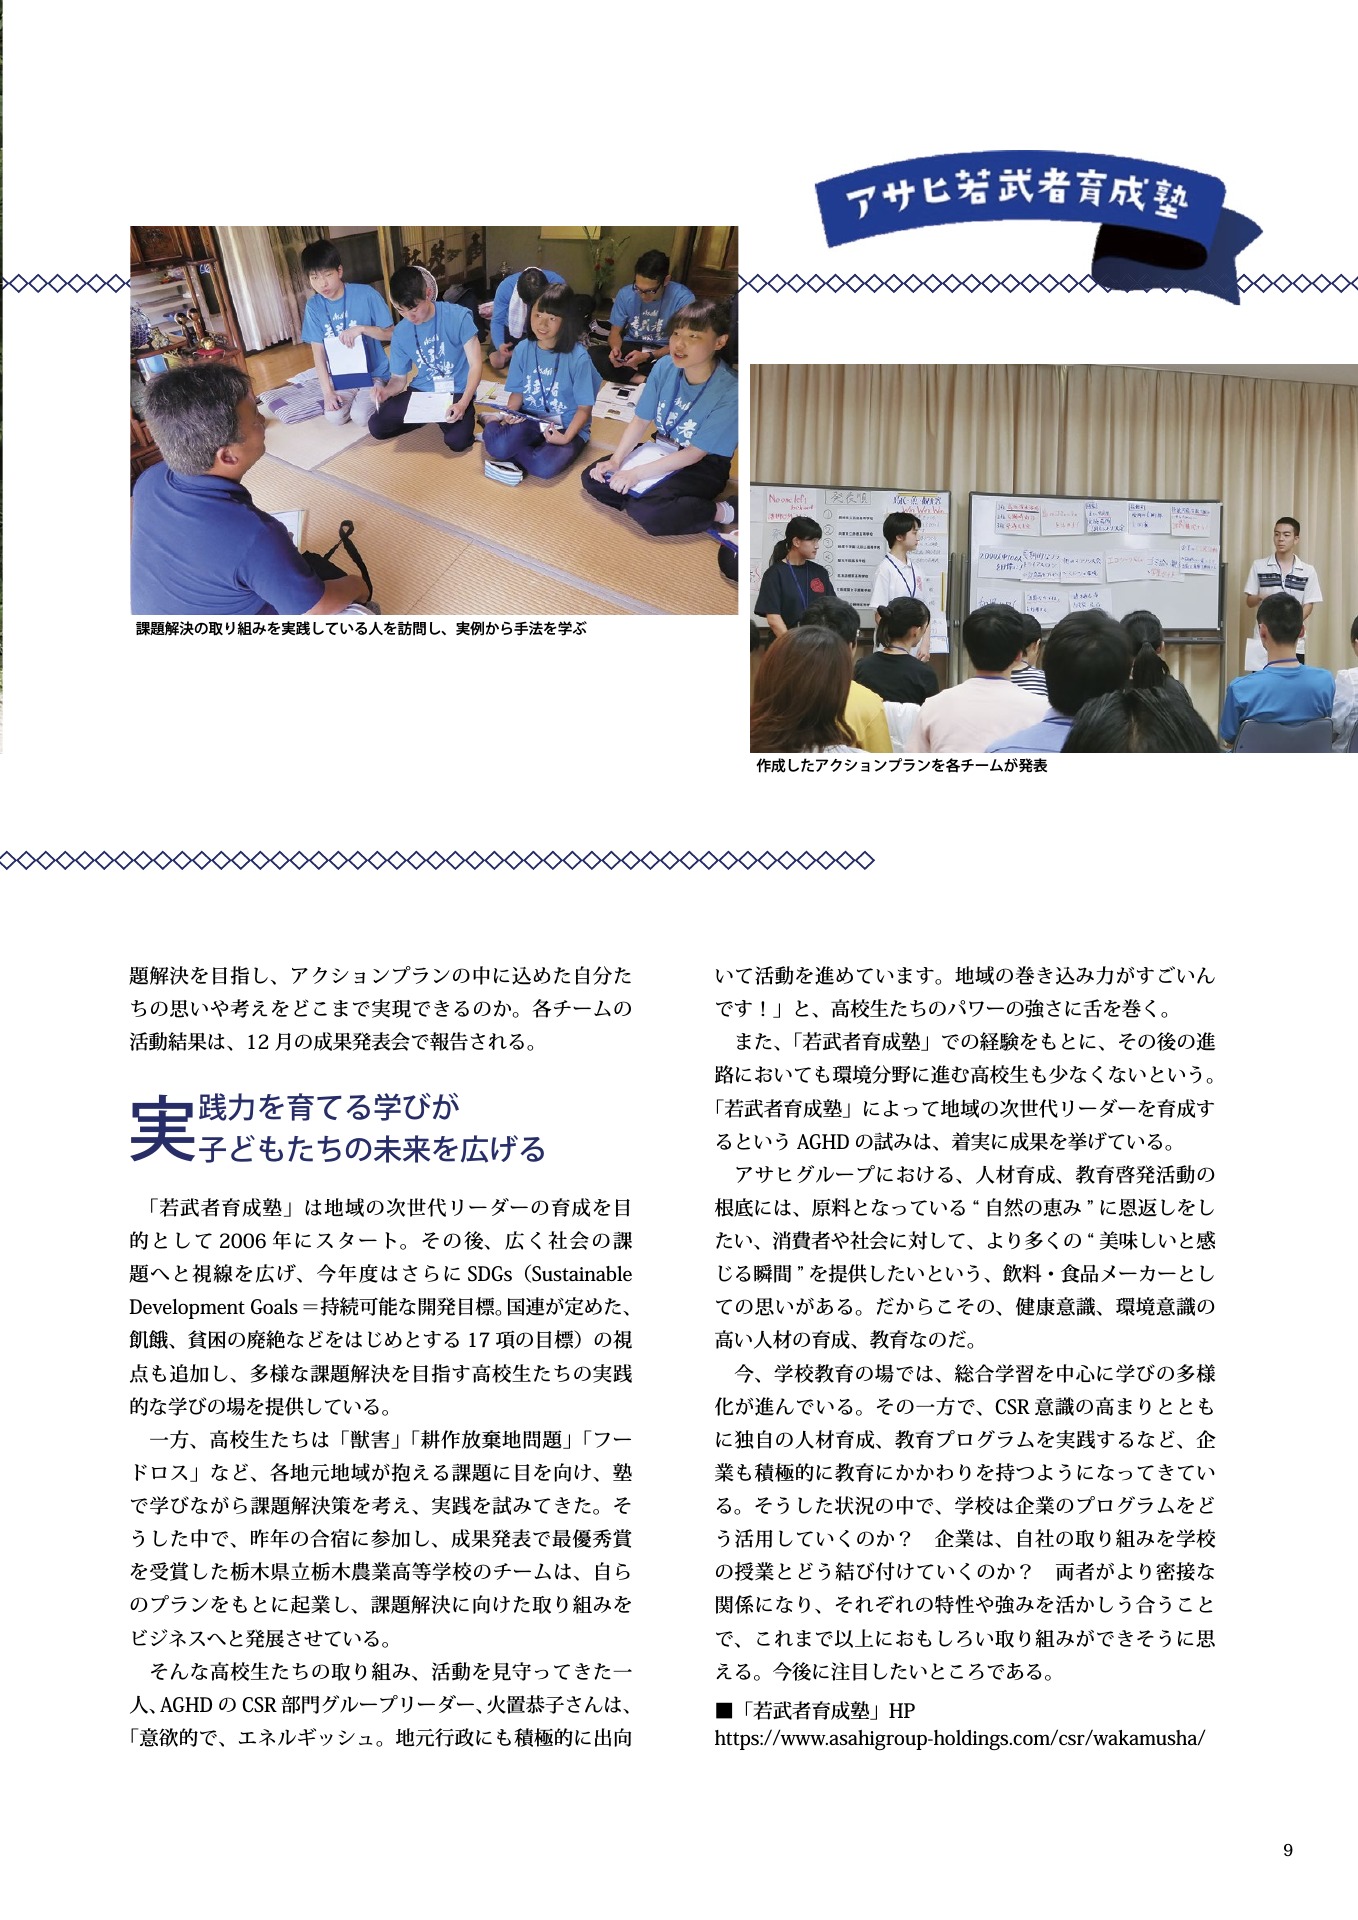 アサヒ若武者育成塾
課題解決の取り組みを実践している人を訪問し、実例から手法を学ぶ
発表順
作成したアクションプランを各チームが発表
題解決を目指し、アクションプランの中に込めた自分た
ちの思いや考えをどこまで実現できるのか。各チームの
活動結果は、12 月の成果発表会で報告される。
実践力を育てる学びが
子どもたちの未来を広げる
「若武者育成塾」は地域の次世代リーダーの育成を目
的として 2006 年にスタート。その後、広く社会の課
題へと視線を広げ、今年度はさらに SDGs（Sustainable
Development Goals＝持続可能な開発目標。国連が定めた、
飢餓、貧困の廃絶などをはじめとする 17 項の目標）の視
点も追加し、多様な課題解決を目指す高校生たちの実践
的な学びの場を提供している。
一方、高校生たちは「獣害」「耕作放棄地問題」「フー
ドロス」など、各地元地域が抱える課題に目を向け、塾
で学びながら課題解決策を考え、実践を試みてきた。そ
うした中で、昨年の合宿に参加し、成果発表で最優秀賞
を受賞した栃木県立栃木農業高等学校のチームは、自ら
のプランをもとに起業し、課題解決に向けた取り組みを
ビジネスへと発展させている。
そんな高校生たちの取り組み、活動を見守ってきた一
人、AGHD の CSR 部門グループリーダー、火置恭子さんは、
「意欲的で、エネルギッシュ。地元行政にも積極的に出向
いて活動を進めています。地域の巻き込み力がすごいん
です！」と、高校生たちのパワーの強さに舌を巻く。
また、「若武者育成塾」での経験をもとに、その後の進
路においても環境分野に進む高校生も少なくないという。
「若武者育成塾」によって地域の次世代リーダーを育成す
るという AGHD の試みは、着実に成果を挙げている。
アサヒグループにおける、人材育成、教育啓発活動の
根底には、原料となっている “ 自然の恵み ” に恩返しをし
たい、消費者や社会に対して、より多くの “ 美味しいと感
じる瞬間 ” を提供したいという、飲料・食品メーカーとし
ての思いがある。だからこその、健康意識、環境意識の
高い人材の育成、教育なのだ。
今、学校教育の場では、総合学習を中心に学びの多様
化が進んでいる。その一方で、CSR 意識の高まりととも
に独自の人材育成、教育プログラムを実践するなど、企
業も積極的に教育にかかわりを持つようになってきてい
る。そうした状況の中で、学校は企業のプログラムをど
う活用していくのか？　企業は、自社の取り組みを学校
の授業とどう結び付けていくのか？　両者がより密接な
関係になり、それぞれの特性や強みを活かしう合うこと
で、これまで以上におもしろい取り組みができそうに思
える。今後に注目したいところである。
■「若武者育成塾」HP
https://www.asahigroup-holdings.com/csr/wakamusha/
9